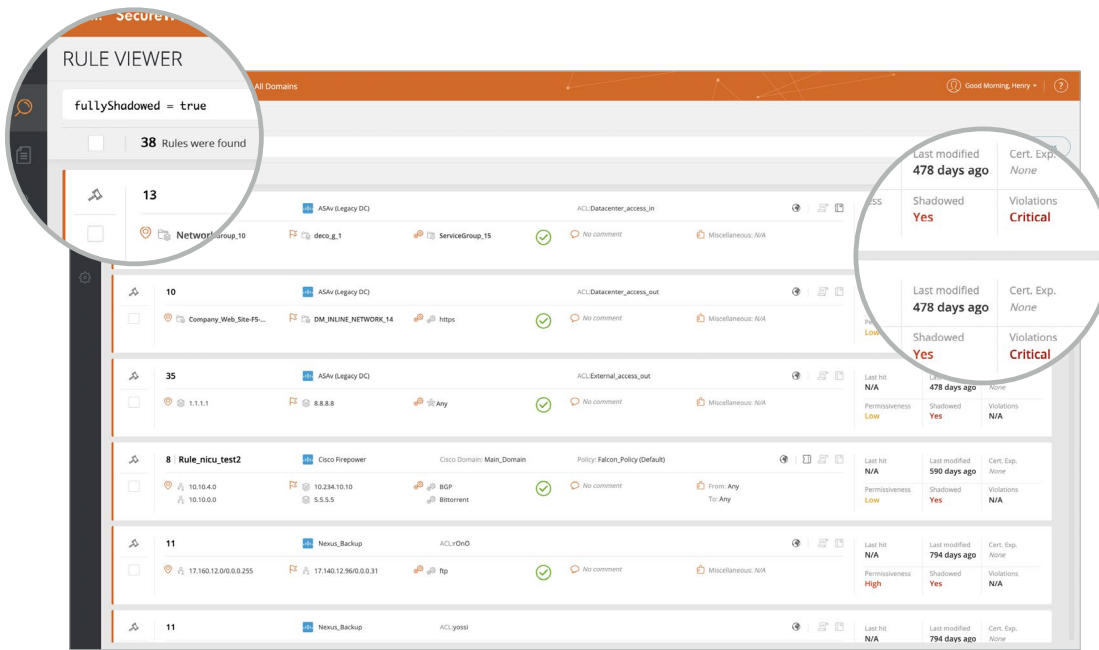 RULE VIEWER
All Domains
Good Morning, Henry
?
fullyShadowed = true
38 Rules were found
13
ASAv (Legacy DC)
ACL:Datacenter_access_in
deco_g_1
ServiceGroup_15
No comment
Miscellaneous: N/A
Last modified
478 days ago
Cert. Exp.
None
Shadowed
Yes
Violations
Critical
10
ASAv (Legacy DC)
ACL:Datacenter_access_out
Company_Web_Site-F5-...
DM_INLINE_NETWORK_14
https
No comment
Miscellaneous: N/A
Low
Last modified
478 days ago
Cert. Exp.
None
Shadowed
Yes
Violations
Critical
35
ASAv (Legacy DC)
ACL:External_access_out
1.1.1.1
8.8.8.8
Any
No comment
Miscellaneous: N/A
Last hit
N/A
478 days ago
None
Permissiveness
Low
Shadowed
Yes
Violations
N/A
8 Rule_nicu_test2
Cisco Firepower
Cisco Domain: Main_Domain
Policy: Falcon_Policy (Default)
10.10.4.0
10.10.0.0
10.234.10.10
5.5.5.5
BGP
Bittorrent
No comment
From: Any
To: Any
Last hit
N/A
Last modified
590 days ago
Cert. Exp.
None
Permissiveness
Low
Shadowed
Yes
Violations
N/A
11
Nexus_Backup
ACL:rOnO
17.160.12.0/0.0.0.255
17.140.12.96/0.0.0.31
ftp
No comment
Miscellaneous: N/A
Last hit
N/A
Last modified
794 days ago
Cert. Exp.
None
Permissiveness
High
Shadowed
Yes
Violations
N/A
11
Nexus_Backup
ACL:yossi
Last hit
N/A
Last modified
794 days ago
Cert. Exp.
None